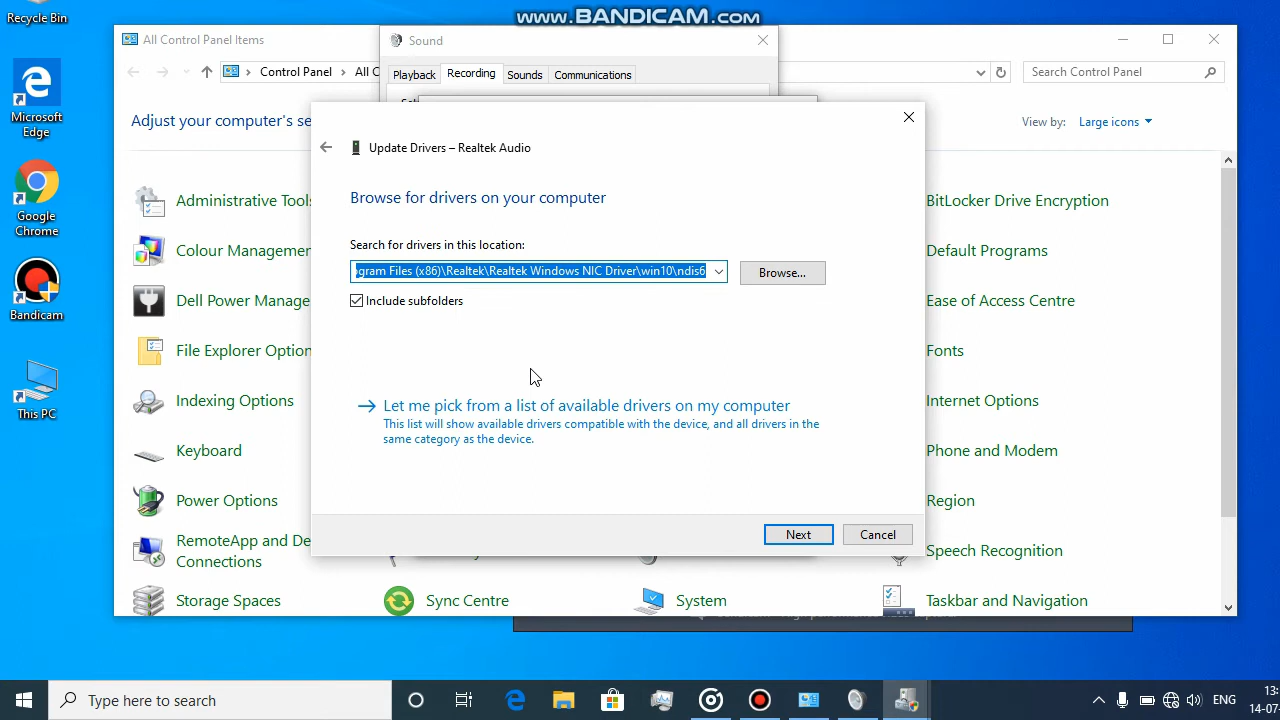 Recycle Bin
www.BANDICAM.com
All Control Panel Items
Sound
Control Panel
All C
Search Control Panel
Playback
Recording
Sounds
Communications
Microsoft
Edge
Adjust your computer's se
View by:
Large icons
Update Drivers – Realtek Audio
Browse for drivers on your computer
Search for drivers in this location:
ogram Files (x86)\Realtek\Realtek Windows NIC Driver\win10\ndis6
Browse...
Include subfolders
Let me pick from a list of available drivers on my computer
This list will show available drivers compatible with the device, and all drivers in the
same category as the device.
Next
Cancel
Google
Chrome
Bandicam
This PC
Administrative Tools
BitLocker Drive Encryption
Colour Managemen
Default Programs
Dell Power Manage
Ease of Access Centre
File Explorer Option
Fonts
Indexing Options
Internet Options
Keyboard
Phone and Modem
Power Options
Region
RemoteApp and De
Connections
Speech Recognition
Storage Spaces
Sync Centre
System
Taskbar and Navigation
Type here to search
ENG
13:
14-07